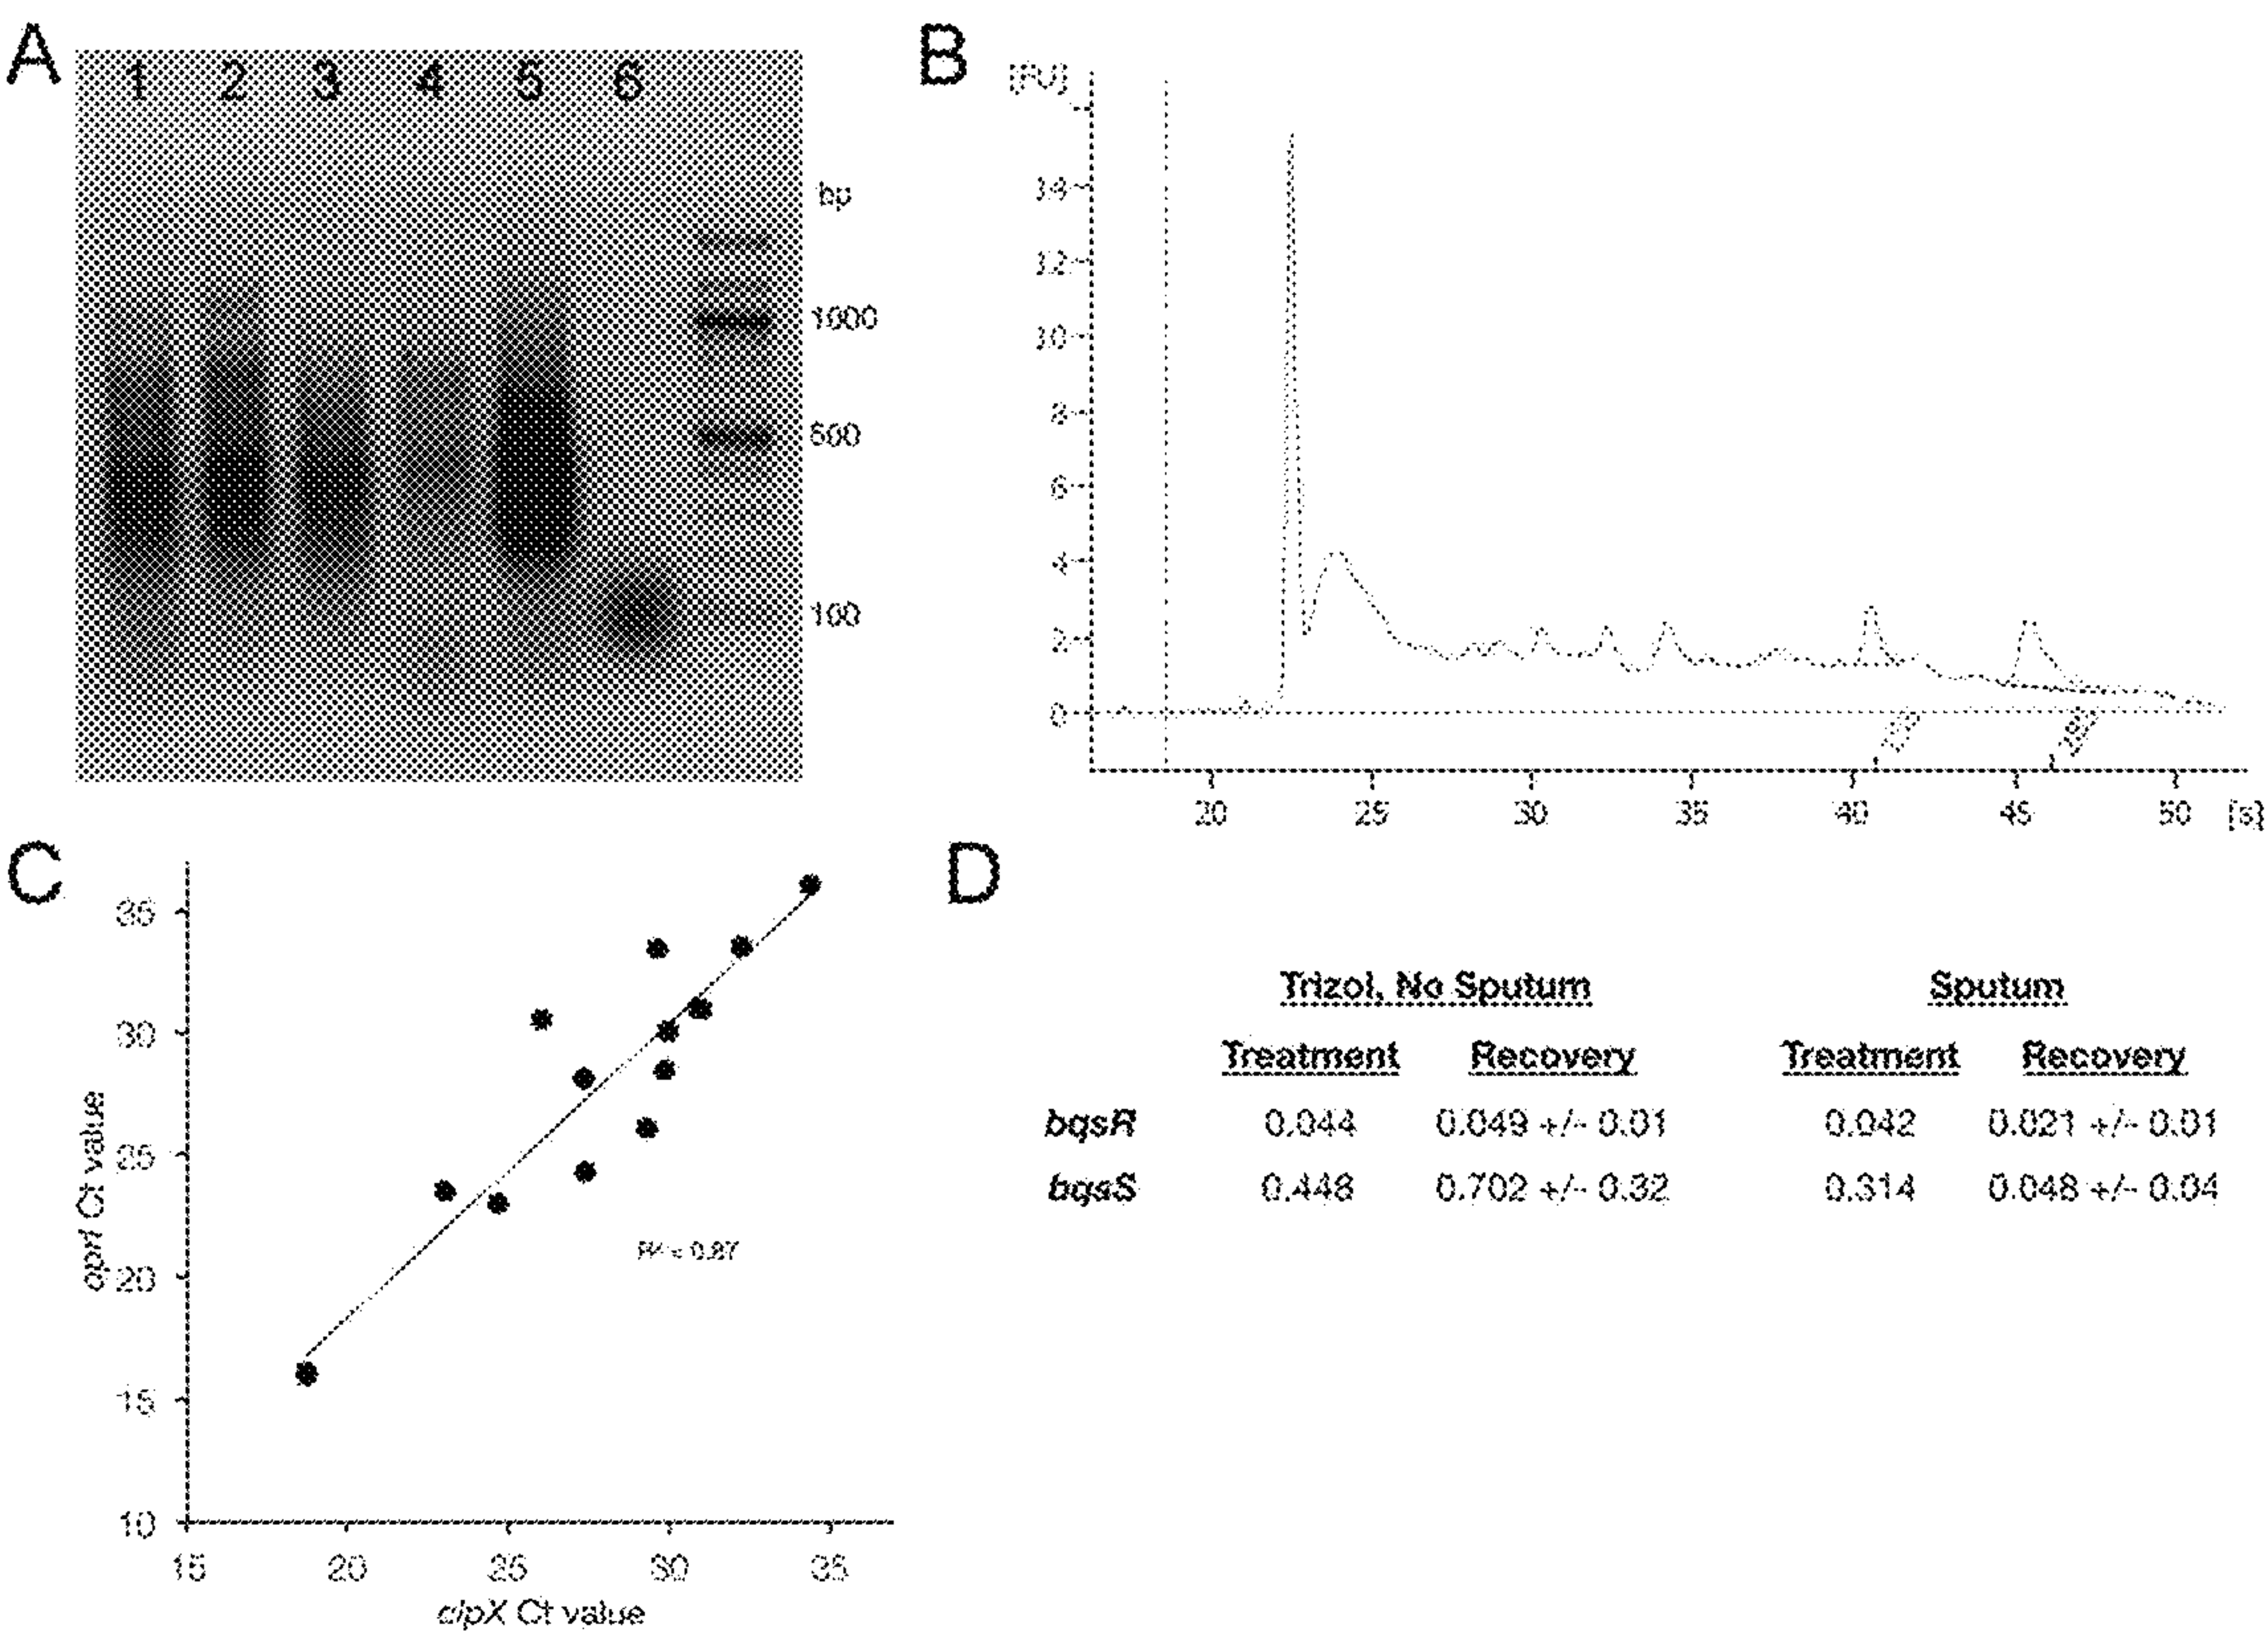 A
1 2 3 4 5 6
bp
1000
500
100
B
[FU]
14
12
10
8
6
4
2
0
20 25 30 35 40 45 50 [s]
C
35
30
25
20
15
10
oprI Ct value
= 0.87
15 20 25 30 35
clpX Ct value
D
Trizol, No Sputum Sputum
Treatment Recovery Treatment Recovery
bqsR 0.044 0.049 +/- 0.01 0.042 0.021 +/- 0.01
bqsS 0.448 0.702 +/- 0.32 0.314 0.048 +/- 0.04